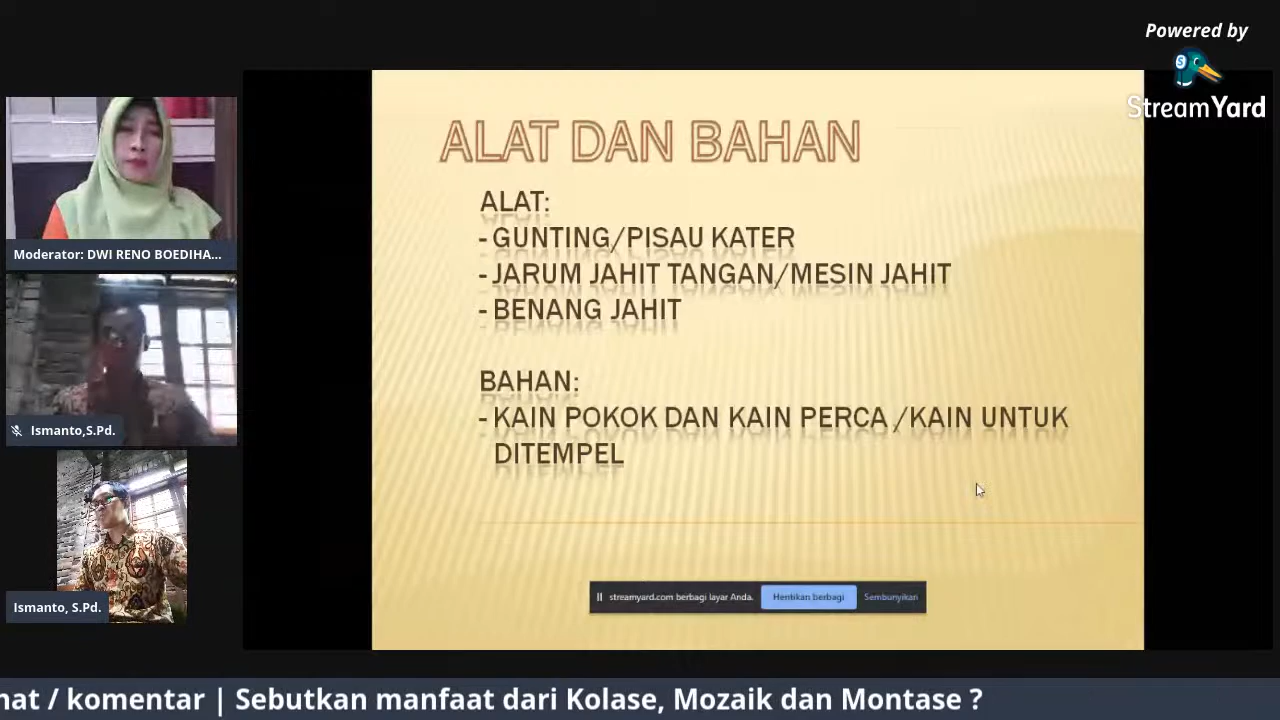 Powered by
StreamYard
ALAT DAN BAHAN
ALAT:
- GUNTING/PISAU KATER
- JARUM JAHIT TANGAN/MESIN JAHIT
- BENANG JAHIT
BAHAN:
- KAIN POKOK DAN KAIN PERCA /KAIN UNTUK
DITEMPEL
Moderator: DWI RENO BOEDIHA...
Ismanto,S.Pd.
Ismanto, S.Pd.
streamyard.com berbagi layar Anda.
Hentikan berbagi
Sembunyikan
/ komentar | Sebutkan manfaat dari Kolase, Mozaik dan Montase ?